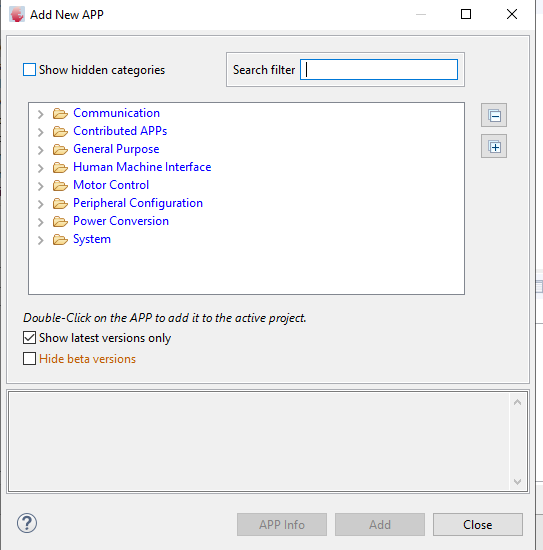 Add New APP
Show hidden categories
Search filter
Communication
Contributed APPs
General Purpose
Human Machine Interface
Motor Control
Peripheral Configuration
Power Conversion
System
Double-Click on the APP to add it to the active project.
Show latest versions only
Hide beta versions
?
APP Info
Add
Close